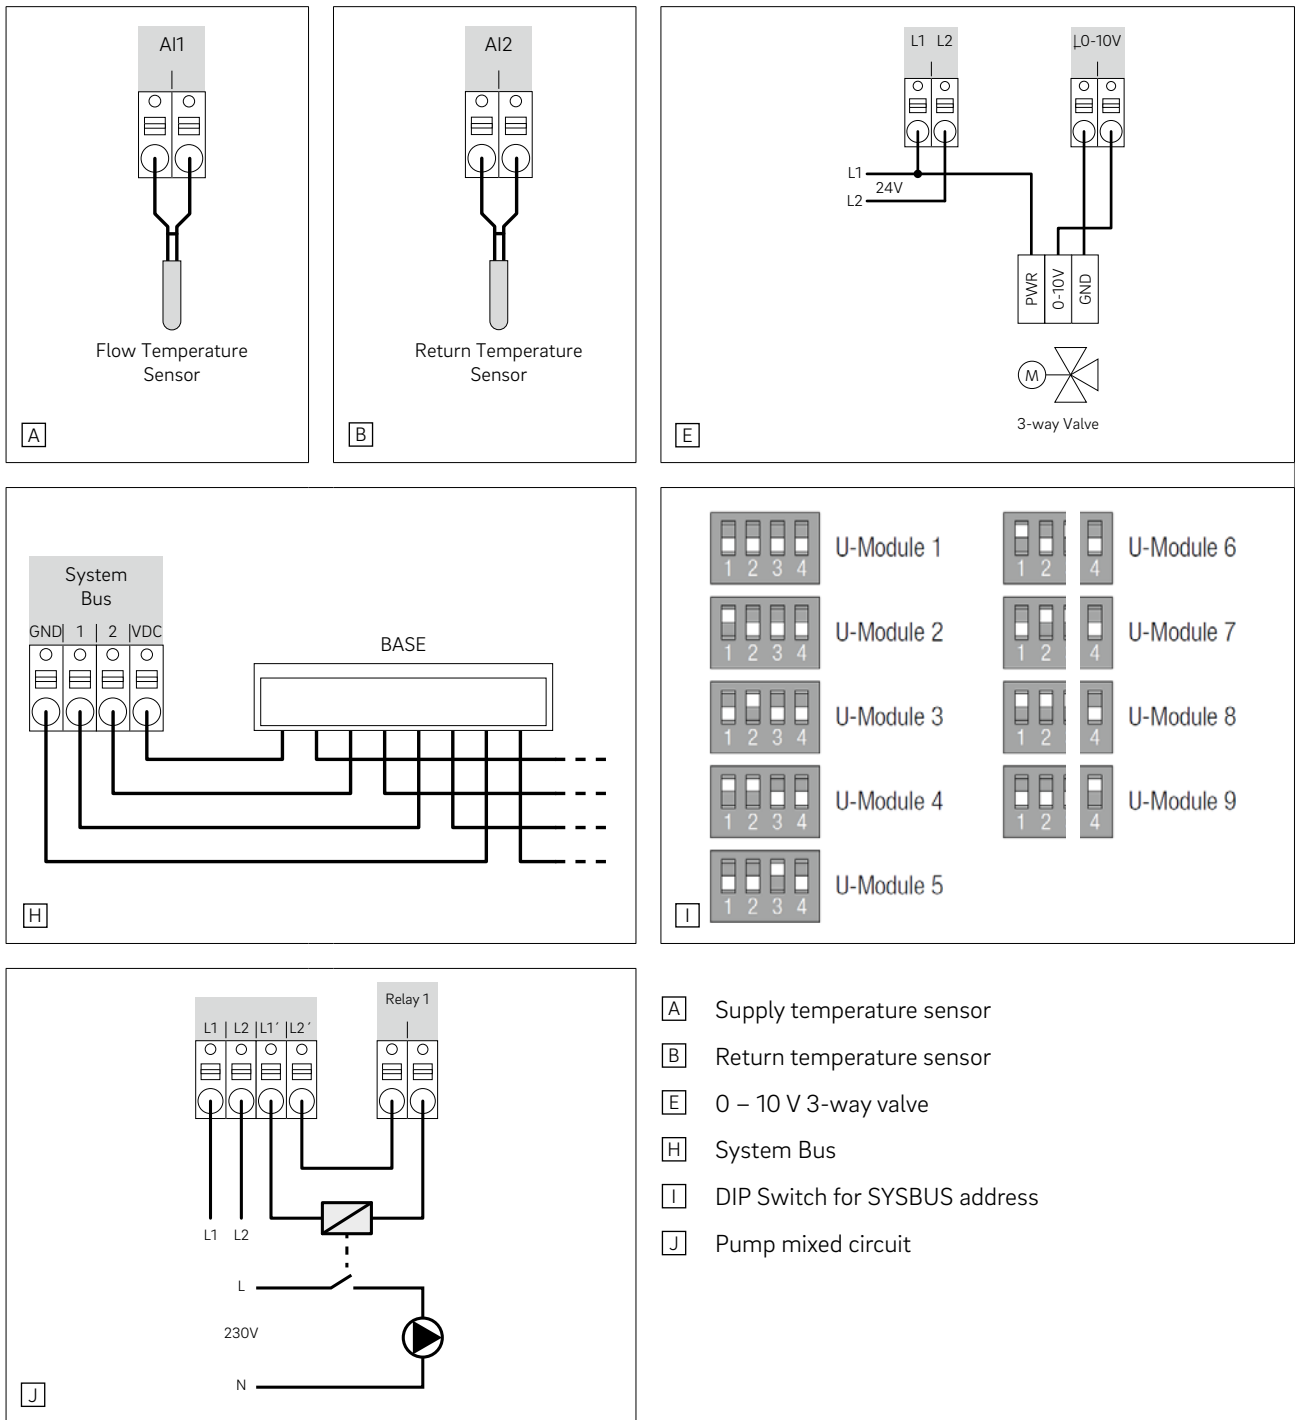 AI1
Flow Temperature
Sensor
A
AI2
Return Temperature
Sensor
B
L1 L2
0-10V
L1
24V
L2
PWR
0-10V
GND
M
3-way Valve
E
System
Bus
GND 1 2 VDC
BASE
H
1 2 3 4
U-Module 1
1 2 3 4
U-Module 2
1 2 3 4
U-Module 3
1 2 3 4
U-Module 4
1 2 3 4
U-Module 5
1 2 4
U-Module 6
1 2 4
U-Module 7
1 2 4
U-Module 8
1 2 4
U-Module 9
I
L1 L2 L1´ L2´
Relay 1
L1 L2
L
230V
N
J
A Supply temperature sensor
B Return temperature sensor
E 0 – 10 V 3-way valve
H System Bus
I DIP Switch for SYSBUS address
J Pump mixed circuit